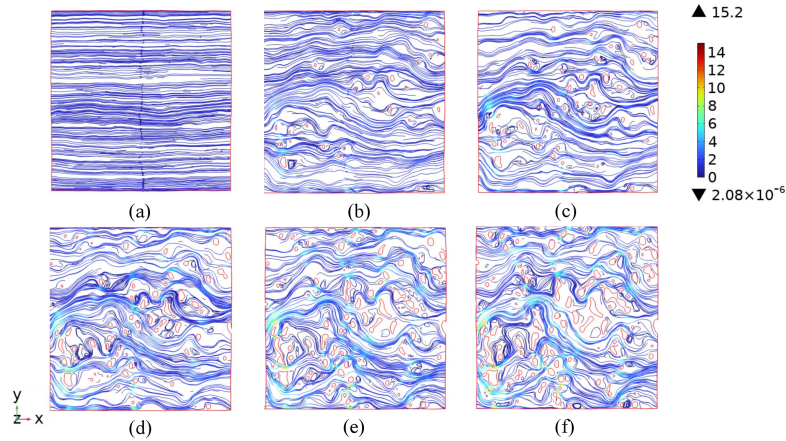 ▲ 15.2
14
12
10
8
6
4
2
0
▼ 2.08×10⁻⁶
(a)
(b)
(c)
y
z x
(d)
(e)
(f)